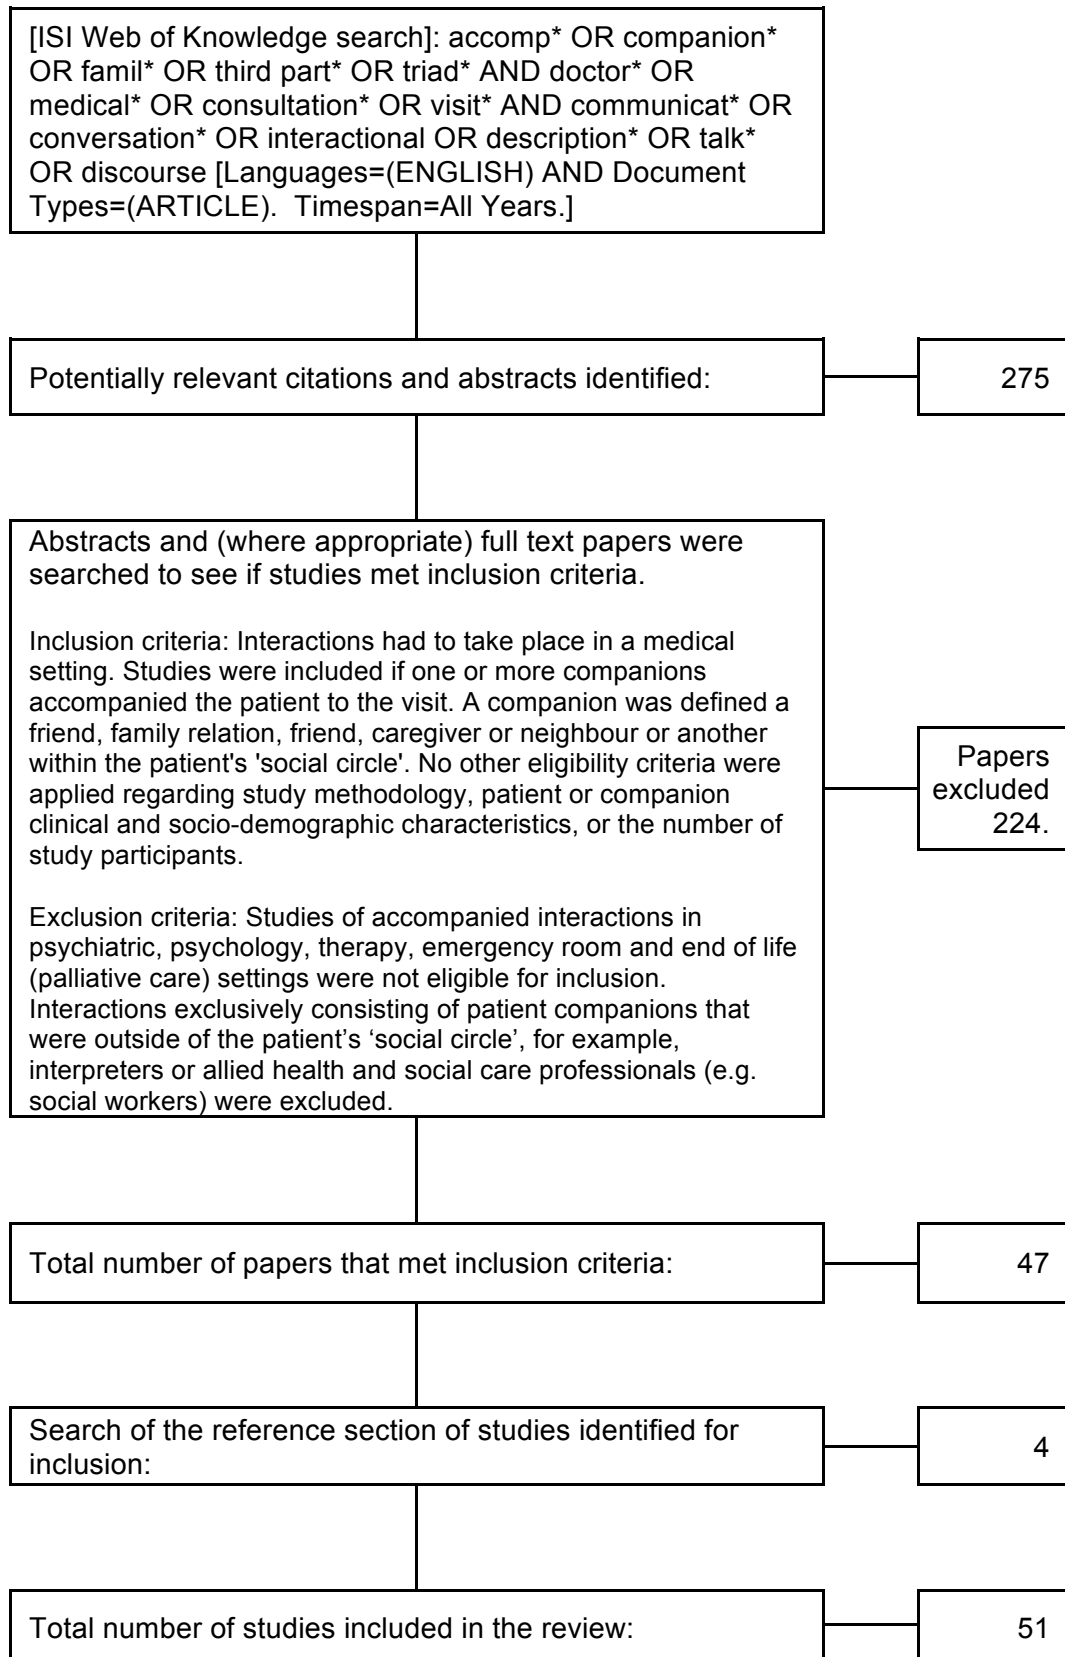 [ISI Web of Knowledge search]: accomp* OR companion*
OR famil* OR third part* OR triad* AND doctor* OR
medical* OR consultation* OR visit* AND communicat* OR
conversation* OR interactional OR description* OR talk*
OR discourse [Languages=(ENGLISH) AND Document
Types=(ARTICLE).  Timespan=All Years.]
Potentially relevant citations and abstracts identified:
275
Abstracts and (where appropriate) full text papers were
searched to see if studies met inclusion criteria.
Inclusion criteria: Interactions had to take place in a medical
setting. Studies were included if one or more companions
accompanied the patient to the visit. A companion was defined a
friend, family relation, friend, caregiver or neighbour or another
within the patient's 'social circle'. No other eligibility criteria were
applied regarding study methodology, patient or companion
clinical and socio-demographic characteristics, or the number of
study participants.
Exclusion criteria: Studies of accompanied interactions in
psychiatric, psychology, therapy, emergency room and end of life
(palliative care) settings were not eligible for inclusion.
Interactions exclusively consisting of patient companions that
were outside of the patient’s ‘social circle’, for example,
interpreters or allied health and social care professionals (e.g.
social workers) were excluded.
Papers
excluded
224.
Total number of papers that met inclusion criteria:
47
Search of the reference section of studies identified for
inclusion:
4
Total number of studies included in the review:
51